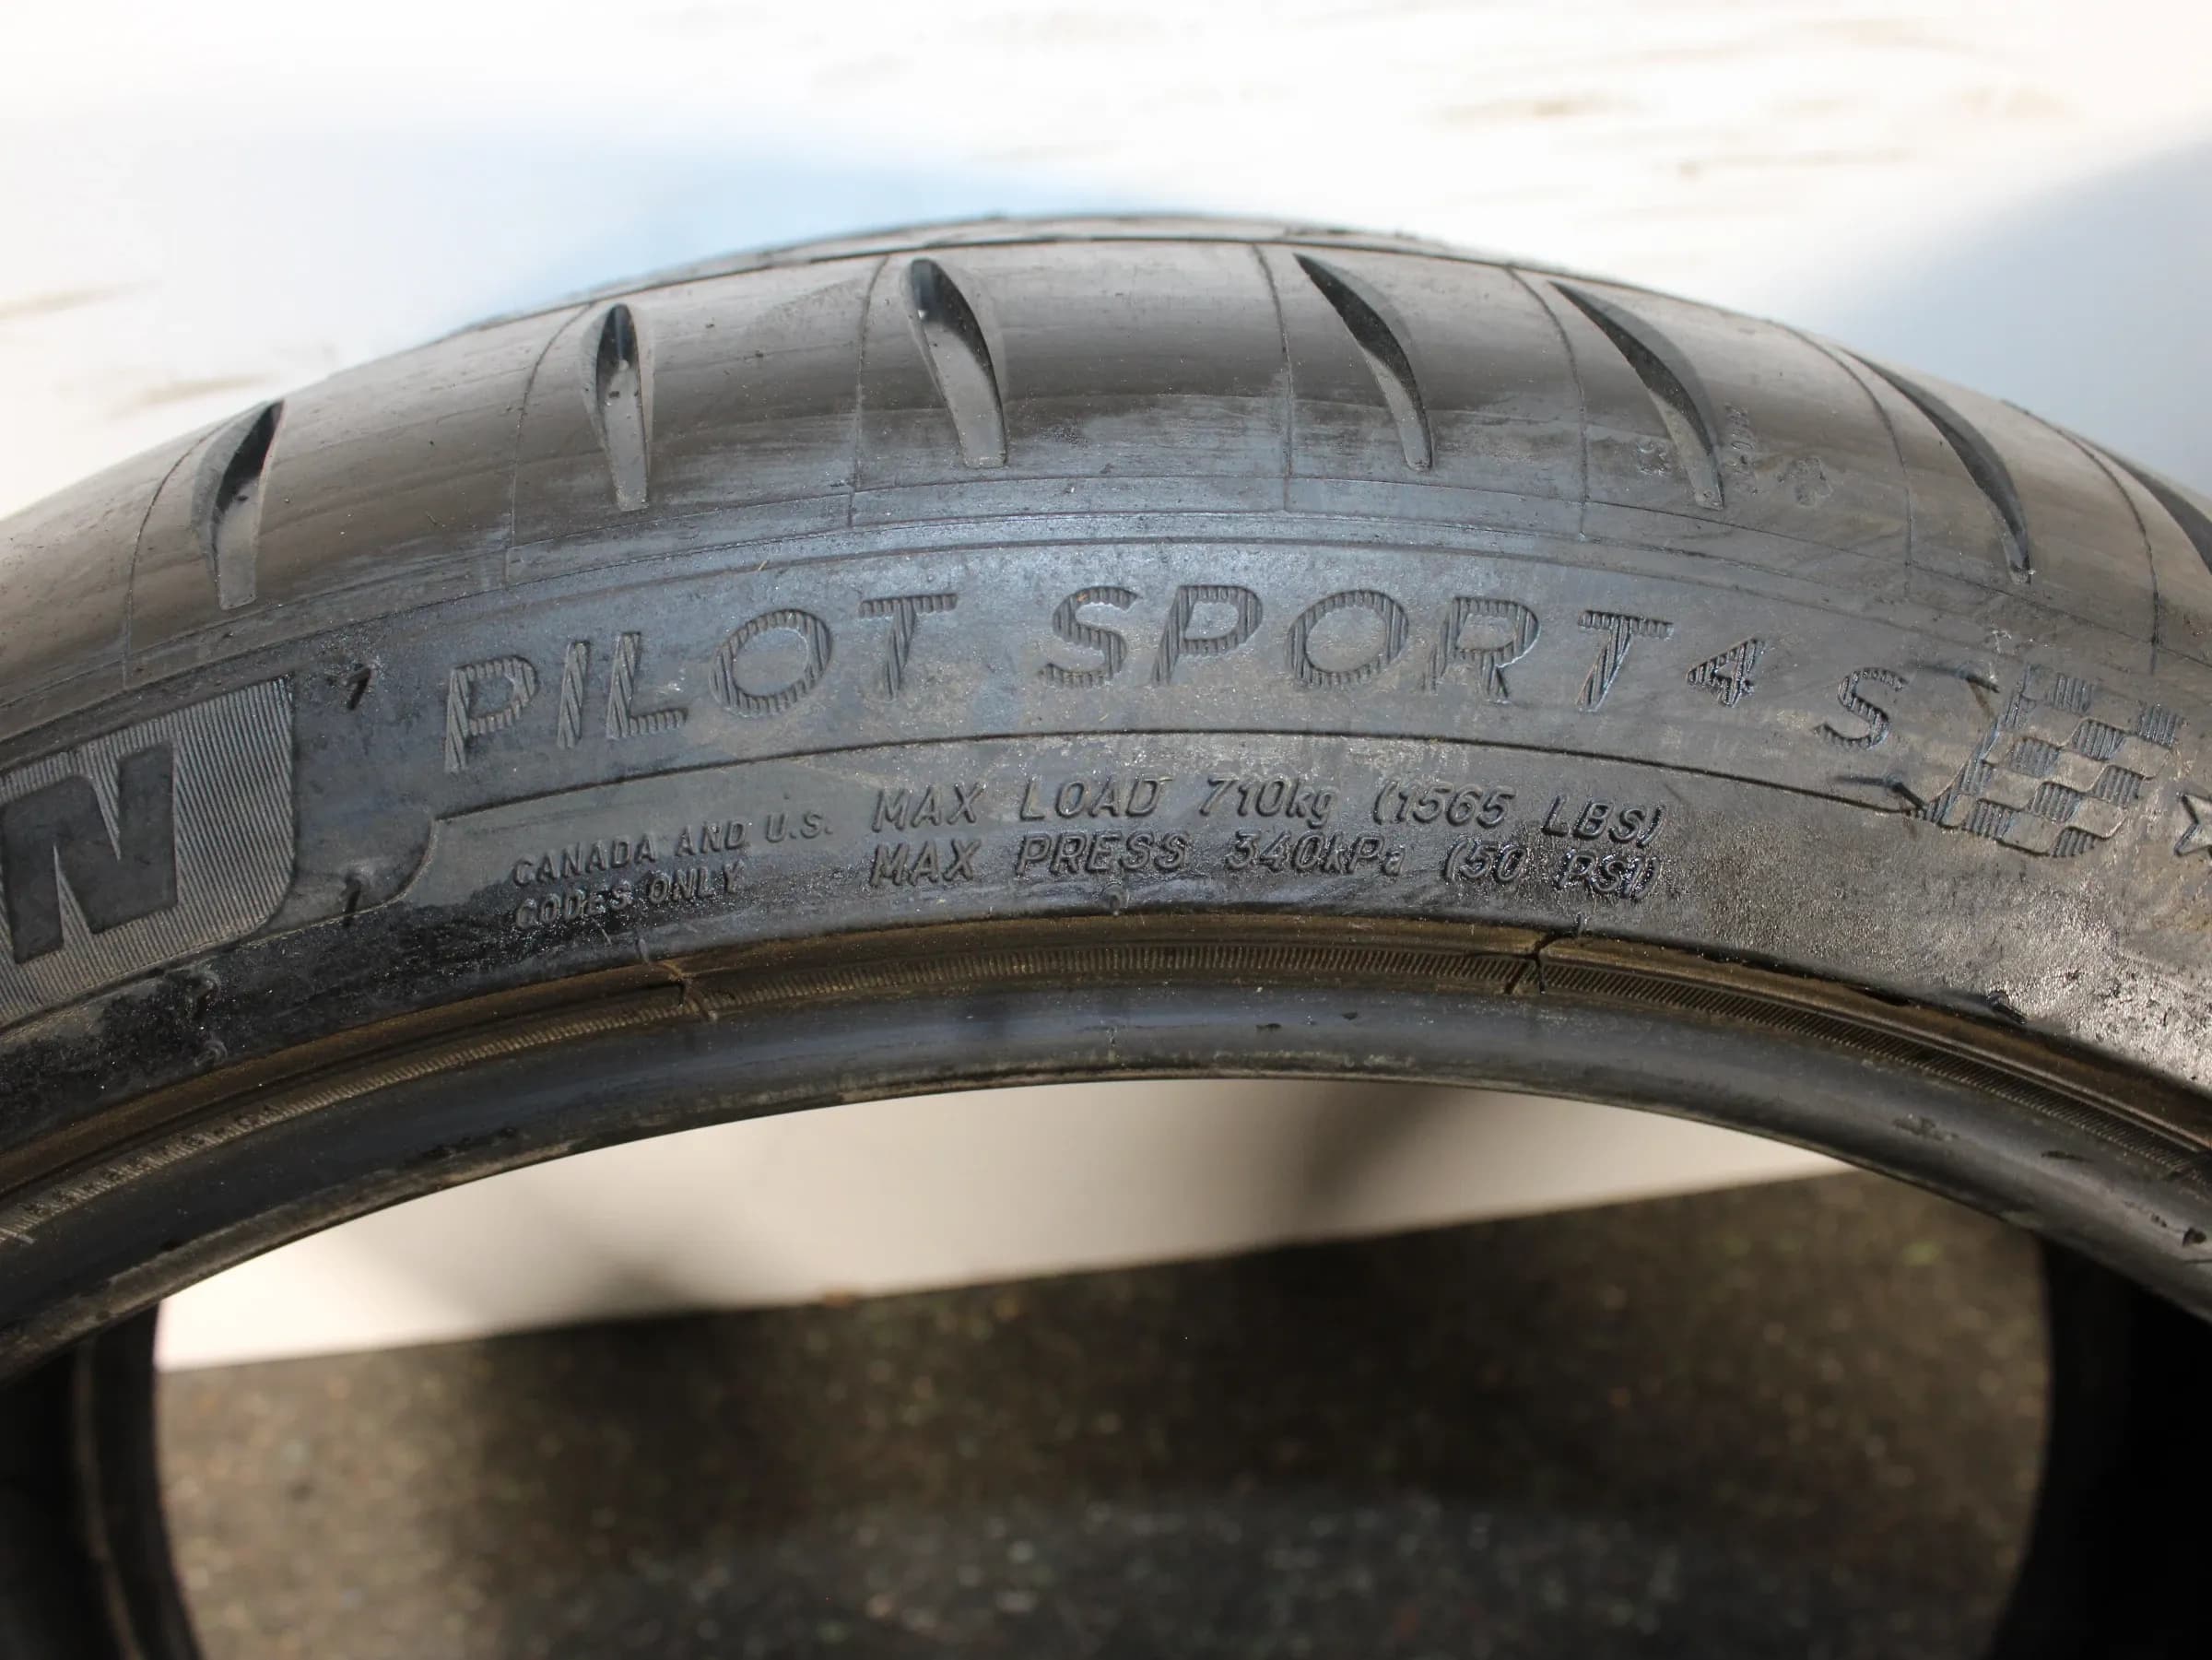 N
PILOT SPORT 4 S
CANADA AND U.S.
CODES ONLY
MAX LOAD 710kg (1565 LBS)
MAX PRESS 340kPa (50 PSI)